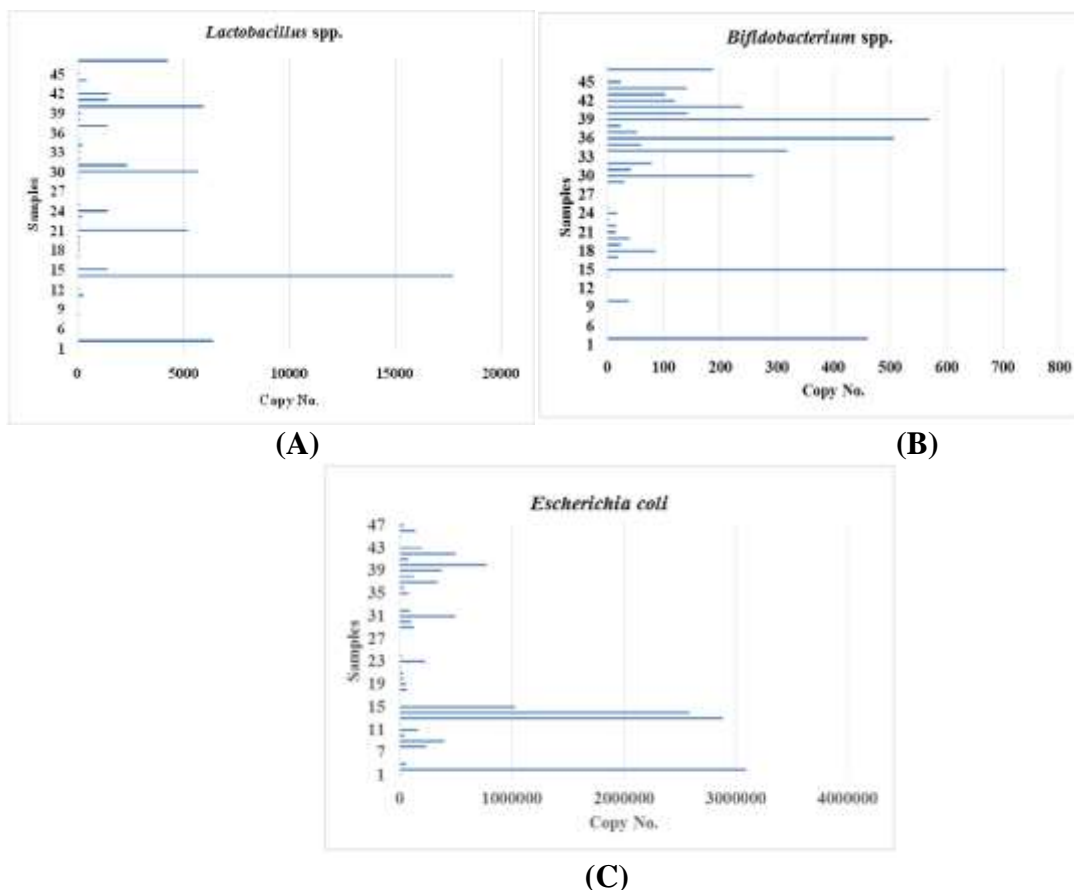 Lactobacillus spp.
Samples
45
42
39
36
33
30
27
24
21
18
15
12
9
6
1
0 5000 10000 15000 20000
Copy No.
(A)
Bifidobacterium spp.
Samples
45
42
39
36
33
30
27
24
21
18
15
12
9
6
1
0 100 200 300 400 500 600 700 800
Copy No.
(B)
Escherichia coli
Samples
47
43
39
35
31
27
23
19
15
11
7
1
0 1000000 2000000 3000000 4000000
Copy No.
(C)